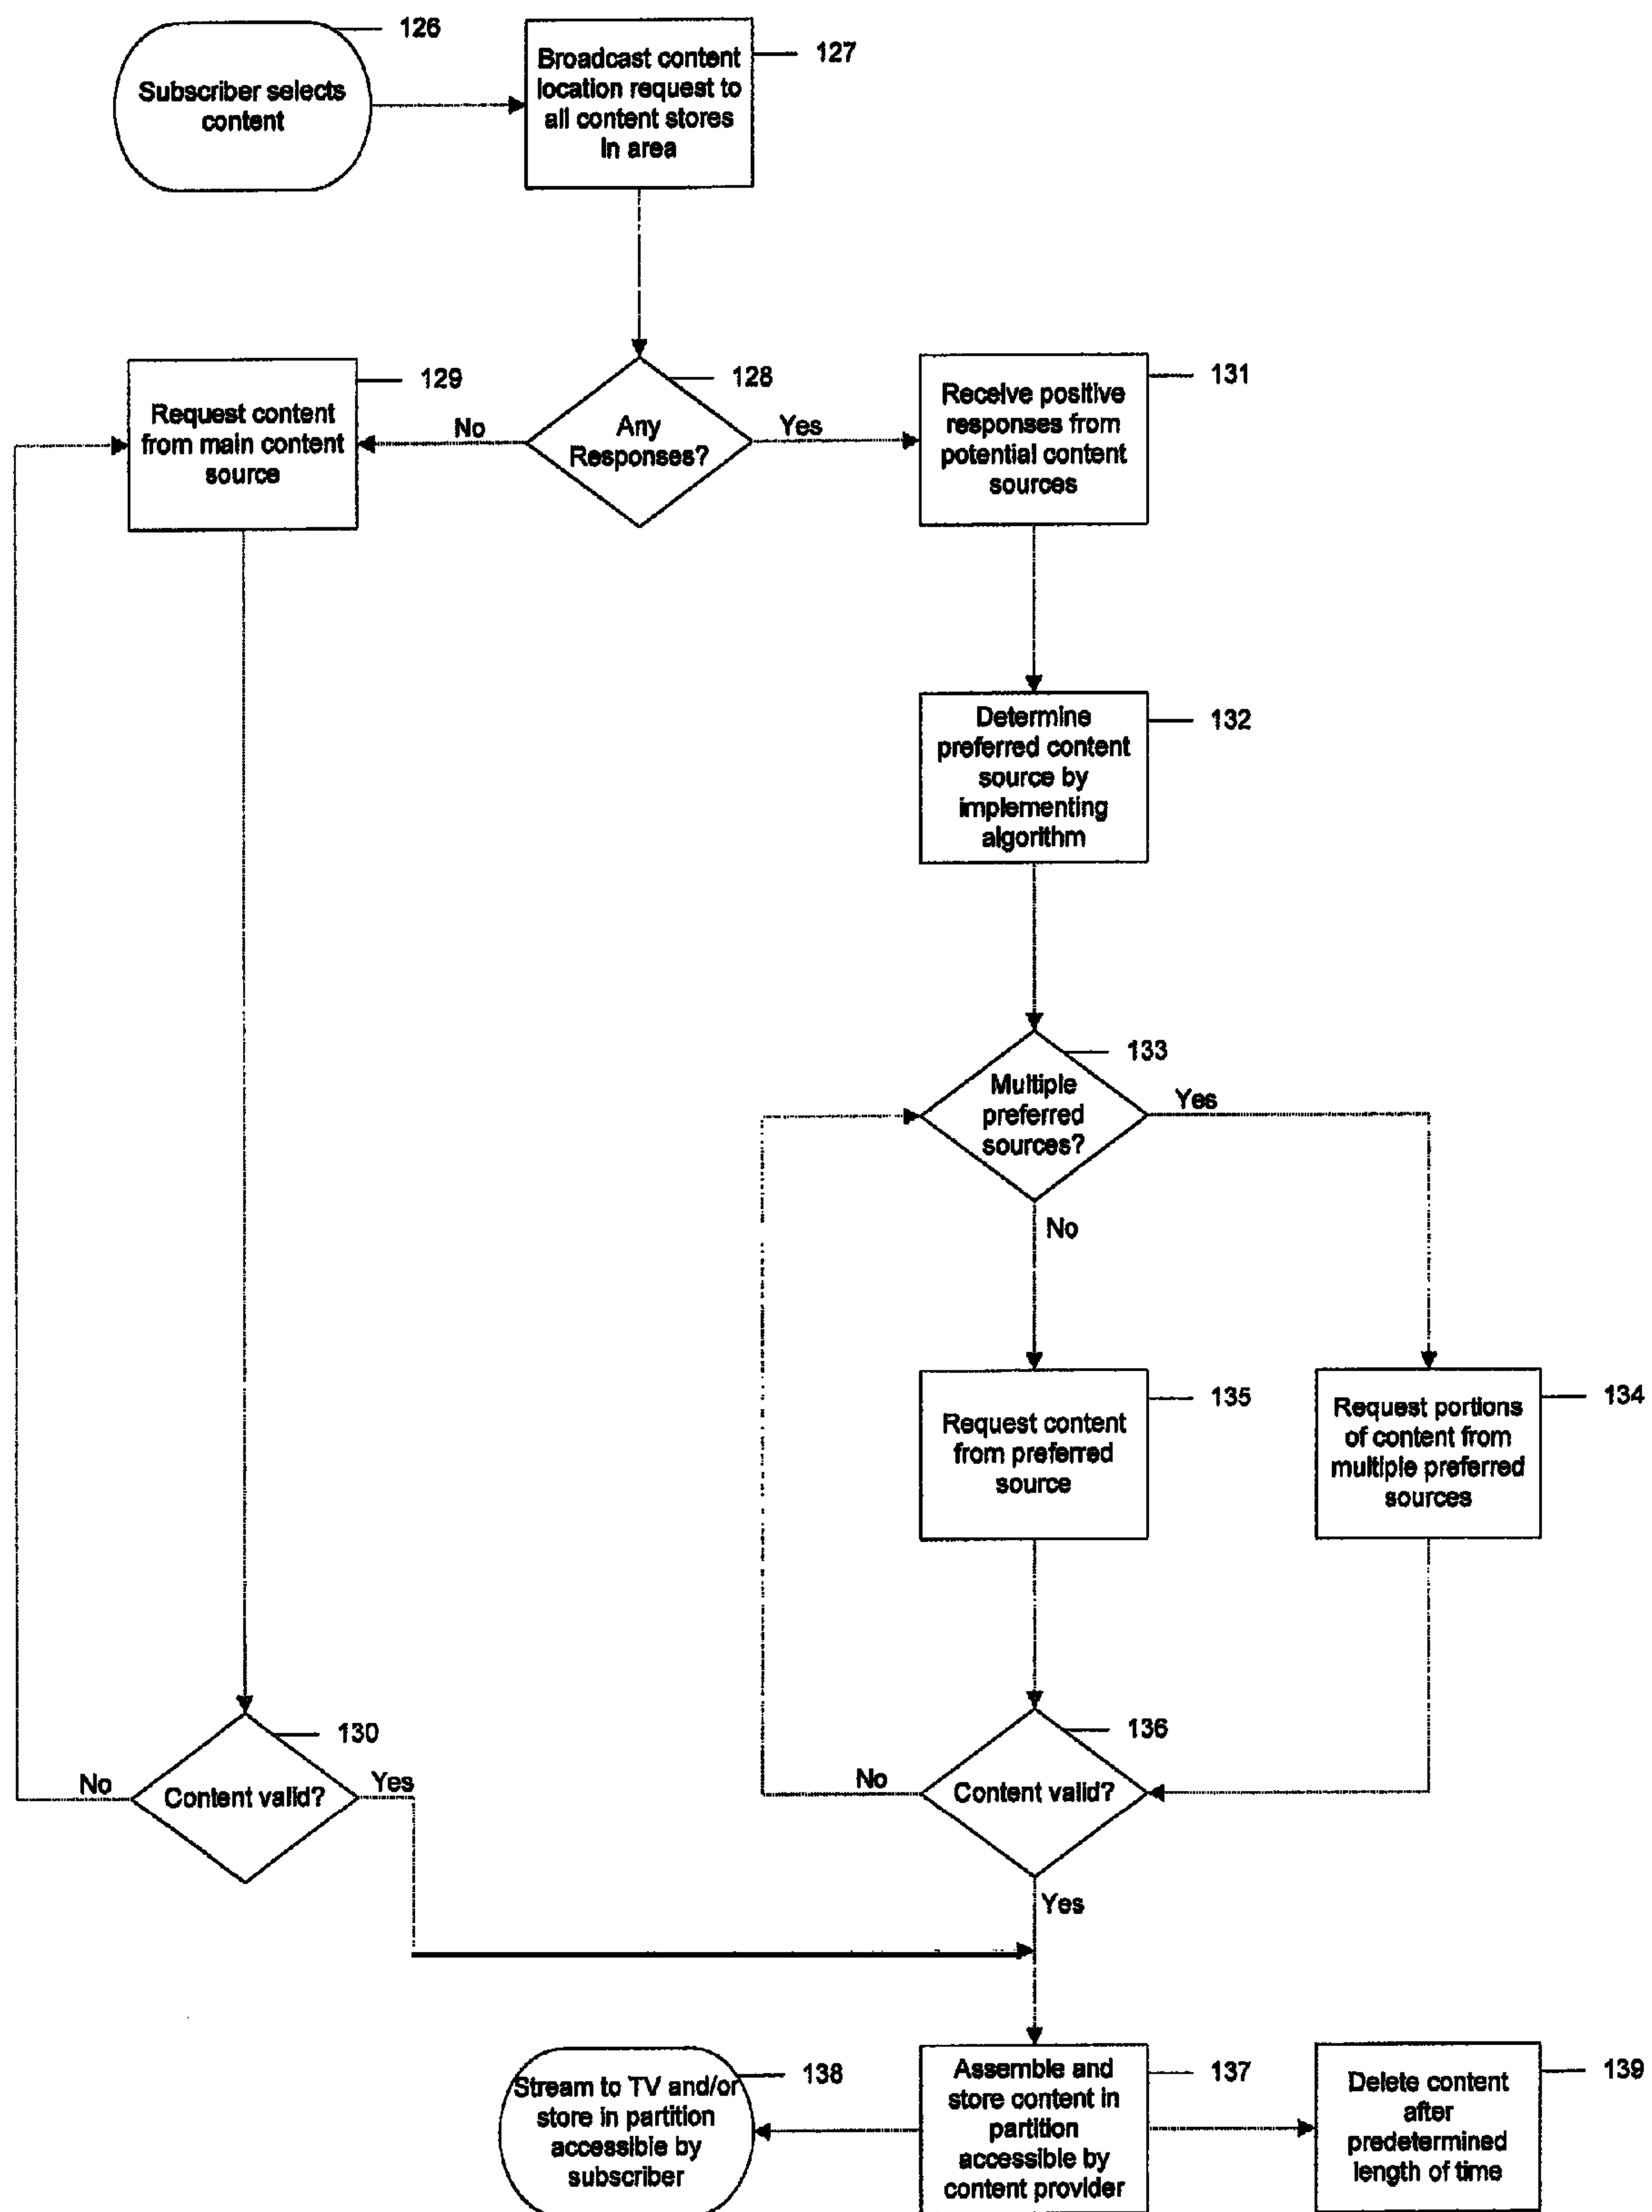 126
Subscriber selects
content
127
Broadcast content
location request to
all content stores
in area
128
Any
Responses?
No
Yes
129
Request content
from main content
source
131
Receive positive
responses from
potential content
sources
132
Determine
preferred content
source by
implementing
algorithm
133
Multiple
preferred
sources?
Yes
No
135
Request content
from preferred
source
134
Request portions
of content from
multiple preferred
sources
130
Content valid?
No
Yes
136
Content valid?
No
Yes
138
Stream to TV and/or
store in partition
accessible by
subscriber
137
Assemble and
store content in
partition
accessible by
content provider
139
Delete content
after
predetermined
length of time